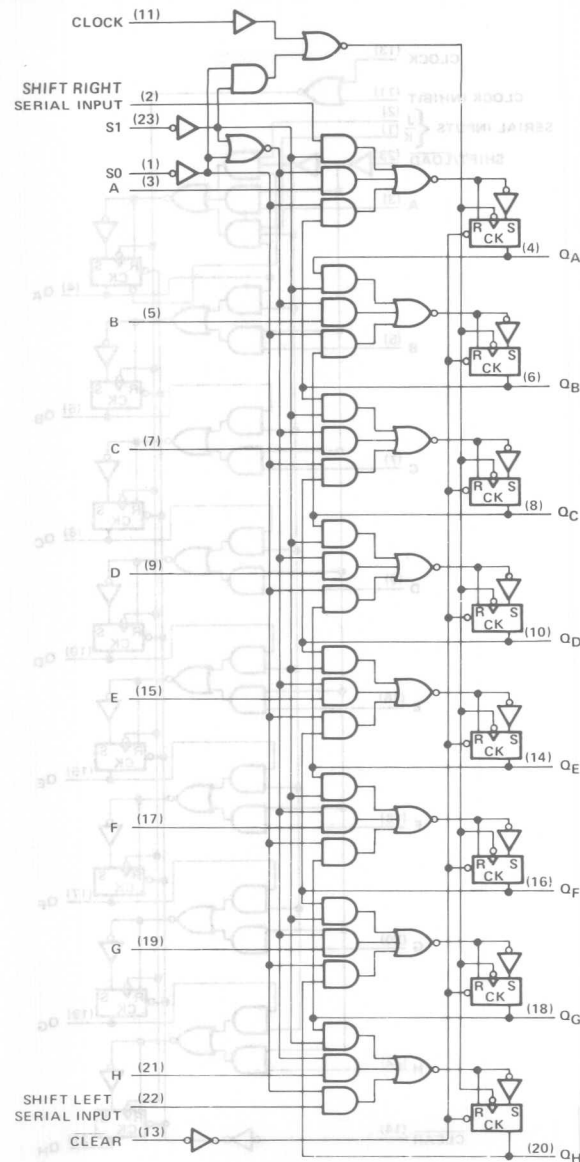 CLOCK (11)
SHIFT RIGHT
SERIAL INPUT (2)
S1 (23)
S0 (1)
A (3)
R S
CK
(4) QA
B (5)
R S
CK
(6) QB
C (7)
R S
CK
(8) QC
D (9)
R S
CK
(10) QD
E (15)
R S
CK
(14) QE
F (17)
R S
CK
(16) QF
G (19)
R S
CK
(18) QG
H (21)
R S
CK
SHIFT LEFT
SERIAL INPUT (22)
CLEAR (13)
(20) QH